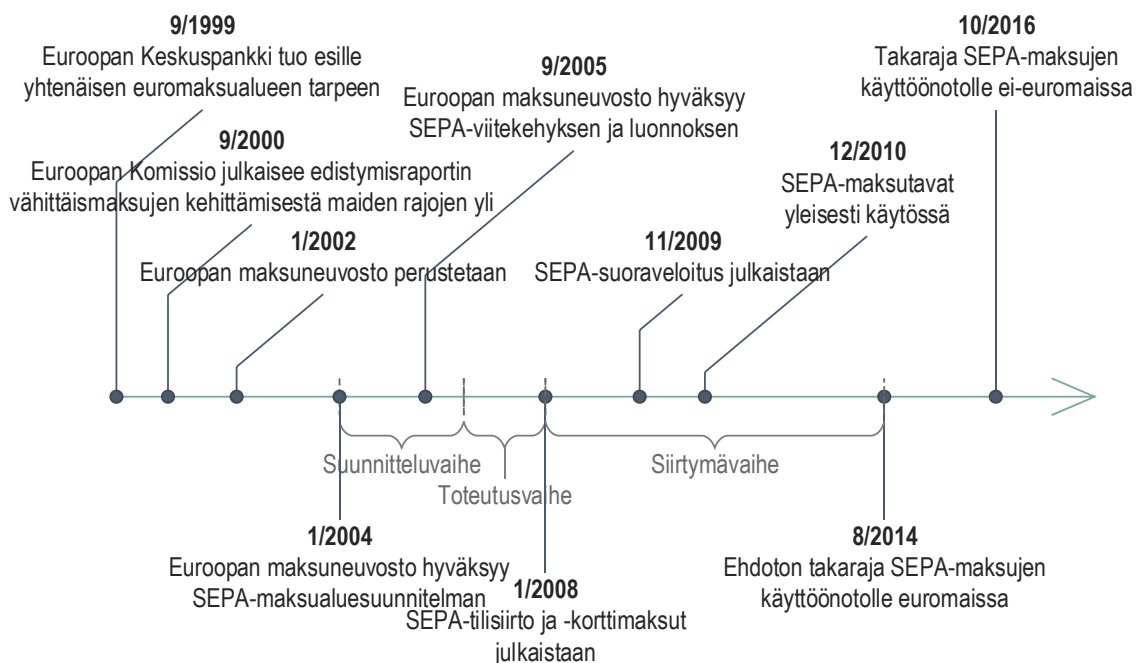 9/1999
Euroopan Keskuspankki tuo esille
yhtenäisen euromaksualueen tarpeen
9/2000
Euroopan Komissio julkaisee edistymisraportin
vähittäismaksujen kehittämisestä maiden rajojen yli
1/2002
Euroopan maksuneuvosto perustetaan
9/2005
Euroopan maksuneuvosto hyväksyy
SEPA-viitekehyksen ja luonnoksen
11/2009
SEPA-suoraveloitus julkaistaan
12/2010
SEPA-maksutavat
yleisesti käytössä
10/2016
Takaraja SEPA-maksujen
käyttöönotolle ei-euromaissa
Suunnitteluvaihe
Toteutusvaihe
Siirtymävaihe
1/2004
Euroopan maksuneuvosto hyväksyy
SEPA-maksualuesuunnitelman
1/2008
SEPA-tilisiirto ja -korttimaksut
julkaistaan
8/2014
Ehdoton takaraja SEPA-maksujen
käyttöönotolle euromaissa